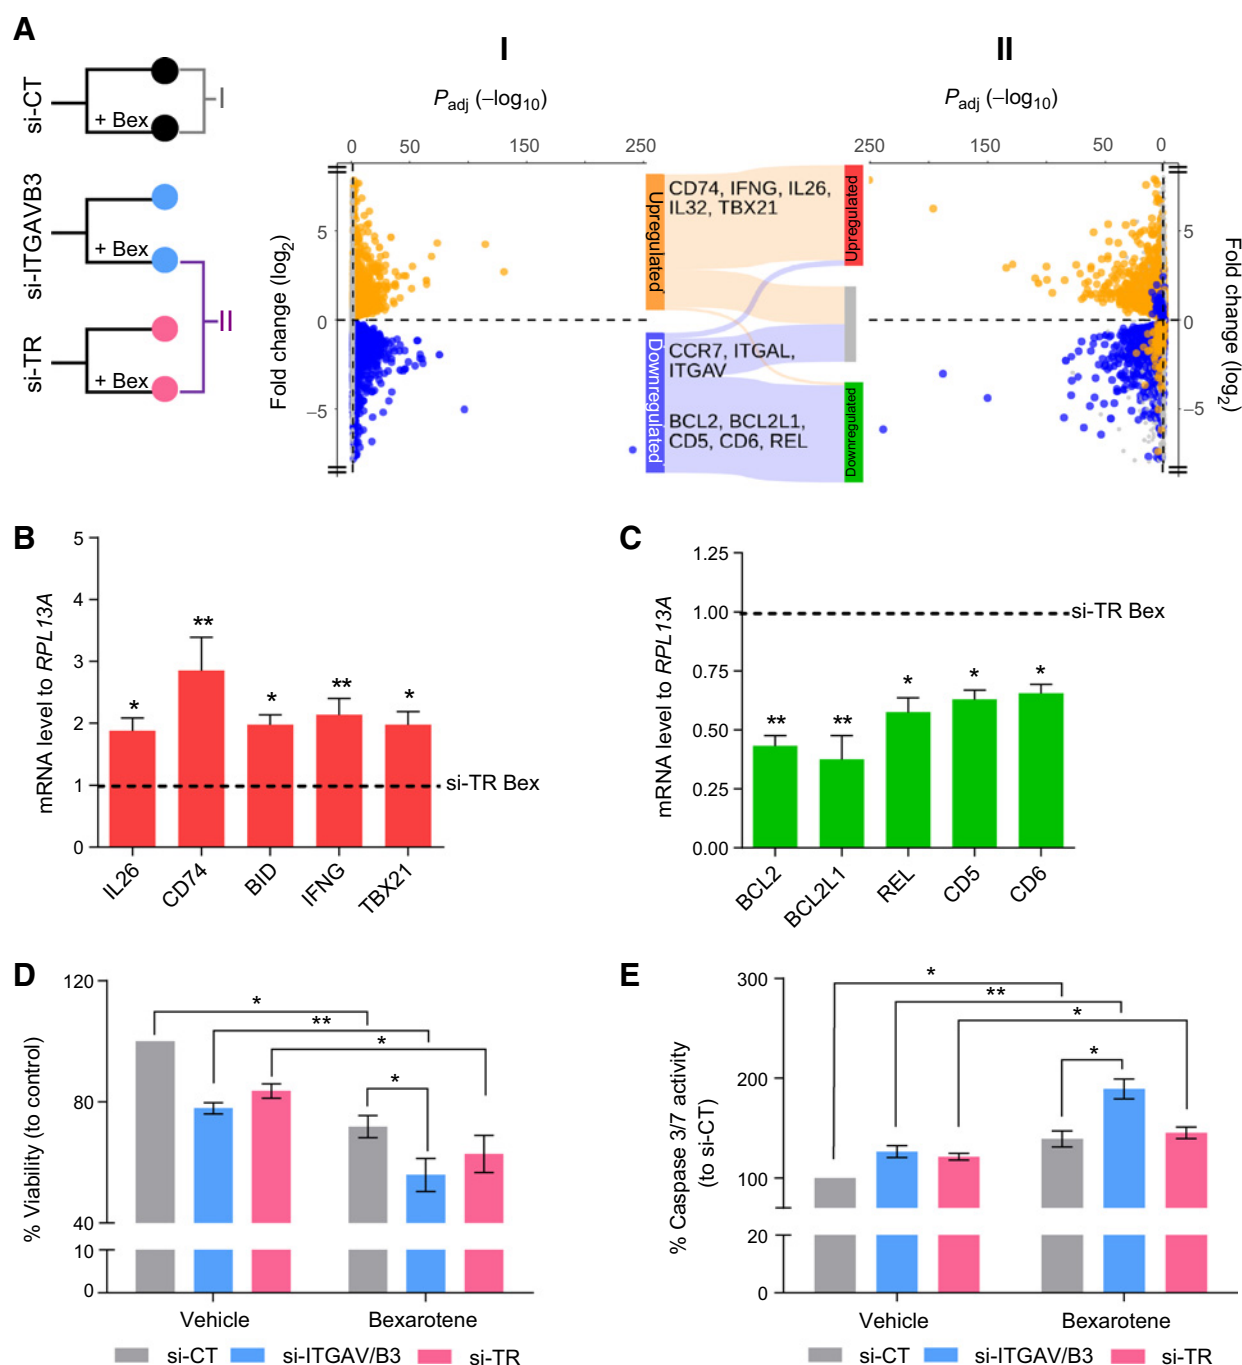 A
I
II
P adj (–log10)
P adj (–log10)
si-CT
+ Bex
I
si-ITGAVB3
+ Bex
II
si-TR
+ Bex
0 50 150 250
250 150 50 0
Fold change (log2)
5
0
–5
Upregulated
Downregulated
CD74, IFNG, IL26,
IL32, TBX21
CCR7, ITGAL,
ITGAV
BCL2, BCL2L1,
CD5, CD6, REL
Upregulated
Downregulated
5
0
–5
Fold change (log2)
B
mRNA level to RPL13A
5
4
3
2
1
0
* ** * ** *
si-TR Bex
IL26 CD74 BID IFNG TBX21
C
mRNA level to RPL13A
1.25
1.00
0.75
0.50
0.25
0.00
si-TR Bex
** ** * * *
BCL2 BCL2L1 REL CD5 CD6
D
% Viability (to control)
120
80
40
10
0
*
**
*
*
Vehicle Bexarotene
si-CT si-ITGAV/B3 si-TR
E
% Caspase 3/7 activity
(to si-CT)
300
200
100
20
0
*
**
*
*
Vehicle Bexarotene
si-CT si-ITGAV/B3 si-TR